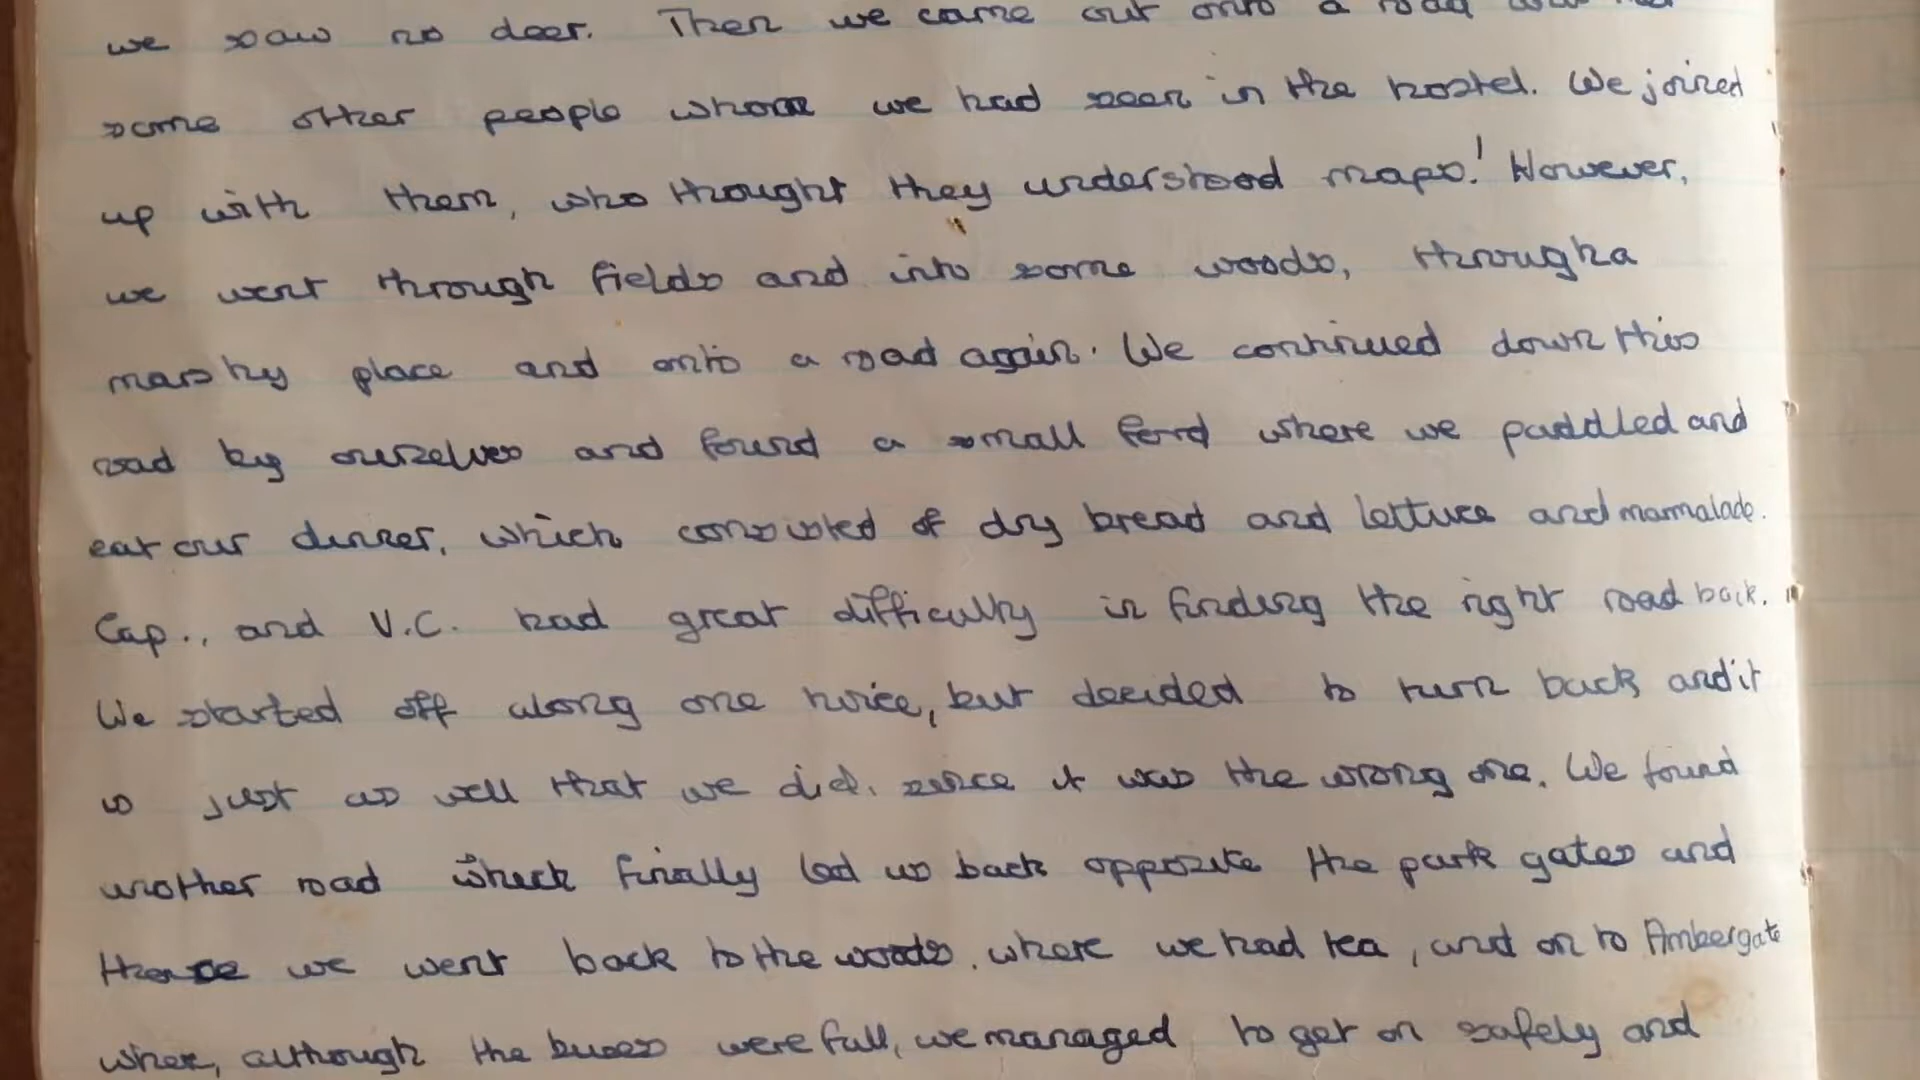 we saw no deer. Then we came out onto a road and met
some other people whom we had seen in the hostel. We joined
up with them, who thought they understood maps! However,
we went through fields and into some woods, through a
marshy place and onto a road again. We continued down this
road by ourselves and found a small ford where we paddled and
eat our dinner, which consisted of dry bread and lettuce and marmalade.
Cap., and V.C. had great difficulty in finding the right road back.
We started off along one twice, but decided to turn back and it
is just as well that we did, since it was the wrong one. We found
another road which finally led us back opposite the park gates and
thence we went back to the woods, where we had tea, and on to Ambergate
where, although the buses were full, we managed to get on safely and